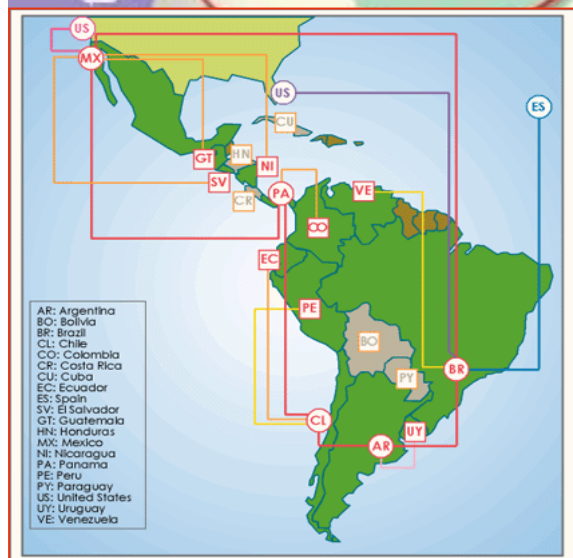 US
MX
US
ES
CU
GT
HN
NI
SV
PA
VE
CR
CO
EC
PE
BO
BR
PY
CL
UY
AR
AR: Argentina
BO: Bolivia
BR: Brazil
CL: Chile
CO: Colombia
CR: Costa Rica
CU: Cuba
EC: Ecuador
ES: Spain
SV: El Salvador
GT: Guatemala
HN: Honduras
MX: Mexico
NI: Nicaragua
PA: Panama
PE: Peru
PY: Paraguay
US: United States
UY: Uruguay
VE: Venezuela